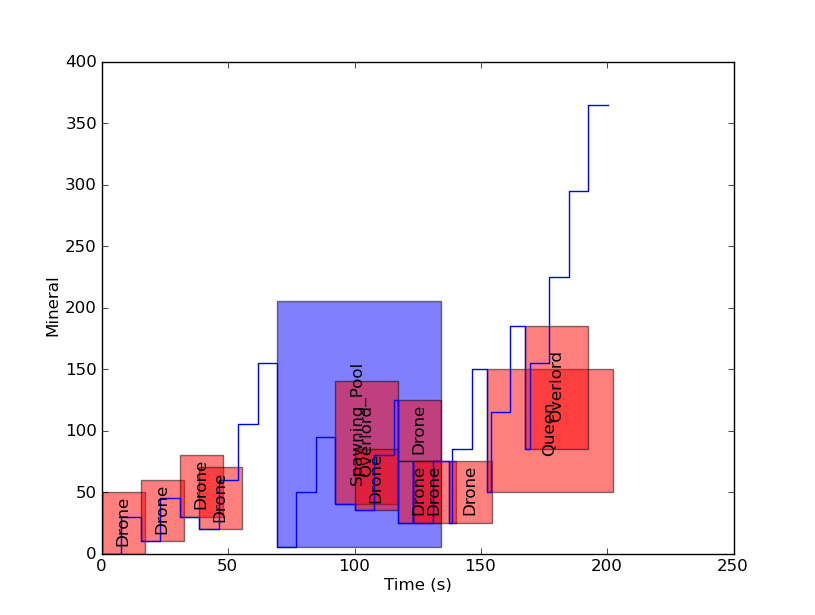 400
350
300
250
200
150
100
50
0
Mineral
Drone
Drone
Drone
Drone
Spawning_Pool
Overlord
Drone
Drone
Drone
Drone
Drone
Queen
Overlord
0
50
100
150
200
250
Time (s)